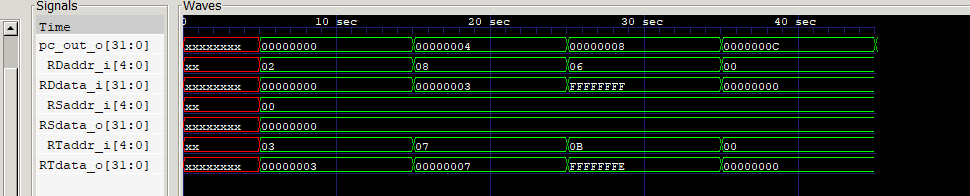 Signals
Waves
Time
0 10 sec 20 sec 30 sec 40 sec
pc_out_o[31:0] xxxxxxxx 00000000 00000004 00000008 0000000C
RDaddr_i[4:0] xx 02 08 06 00
RDdata_i[31:0] xxxxxxxx 00000000 00000003 FFFFFFFF 00000000
RSaddr_i[4:0] xx 00
RSdata_o[31:0] xxxxxxxx 00000000
RTaddr_i[4:0] xx 03 07 0B 00
RTdata_o[31:0] xxxxxxxx 00000003 00000007 FFFFFFFE 00000000